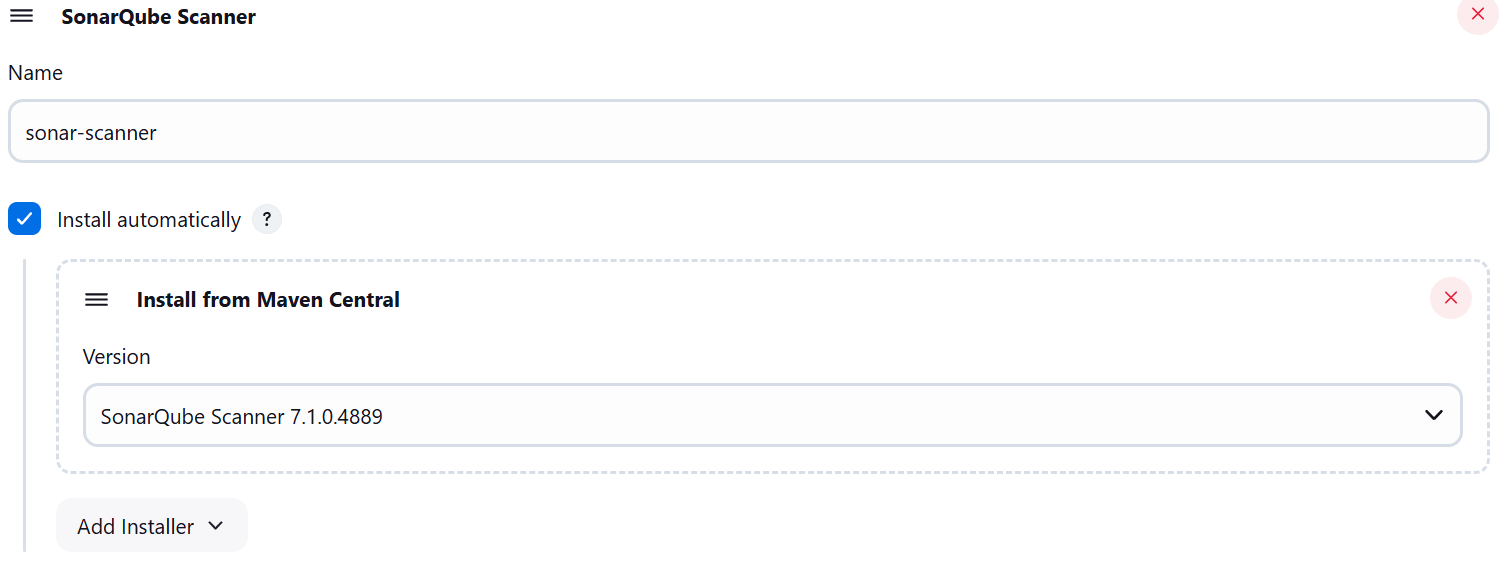 SonarQube Scanner
Name
sonar-scanner
Install automatically ?
Install from Maven Central
Version
SonarQube Scanner 7.1.0.4889
Add Installer